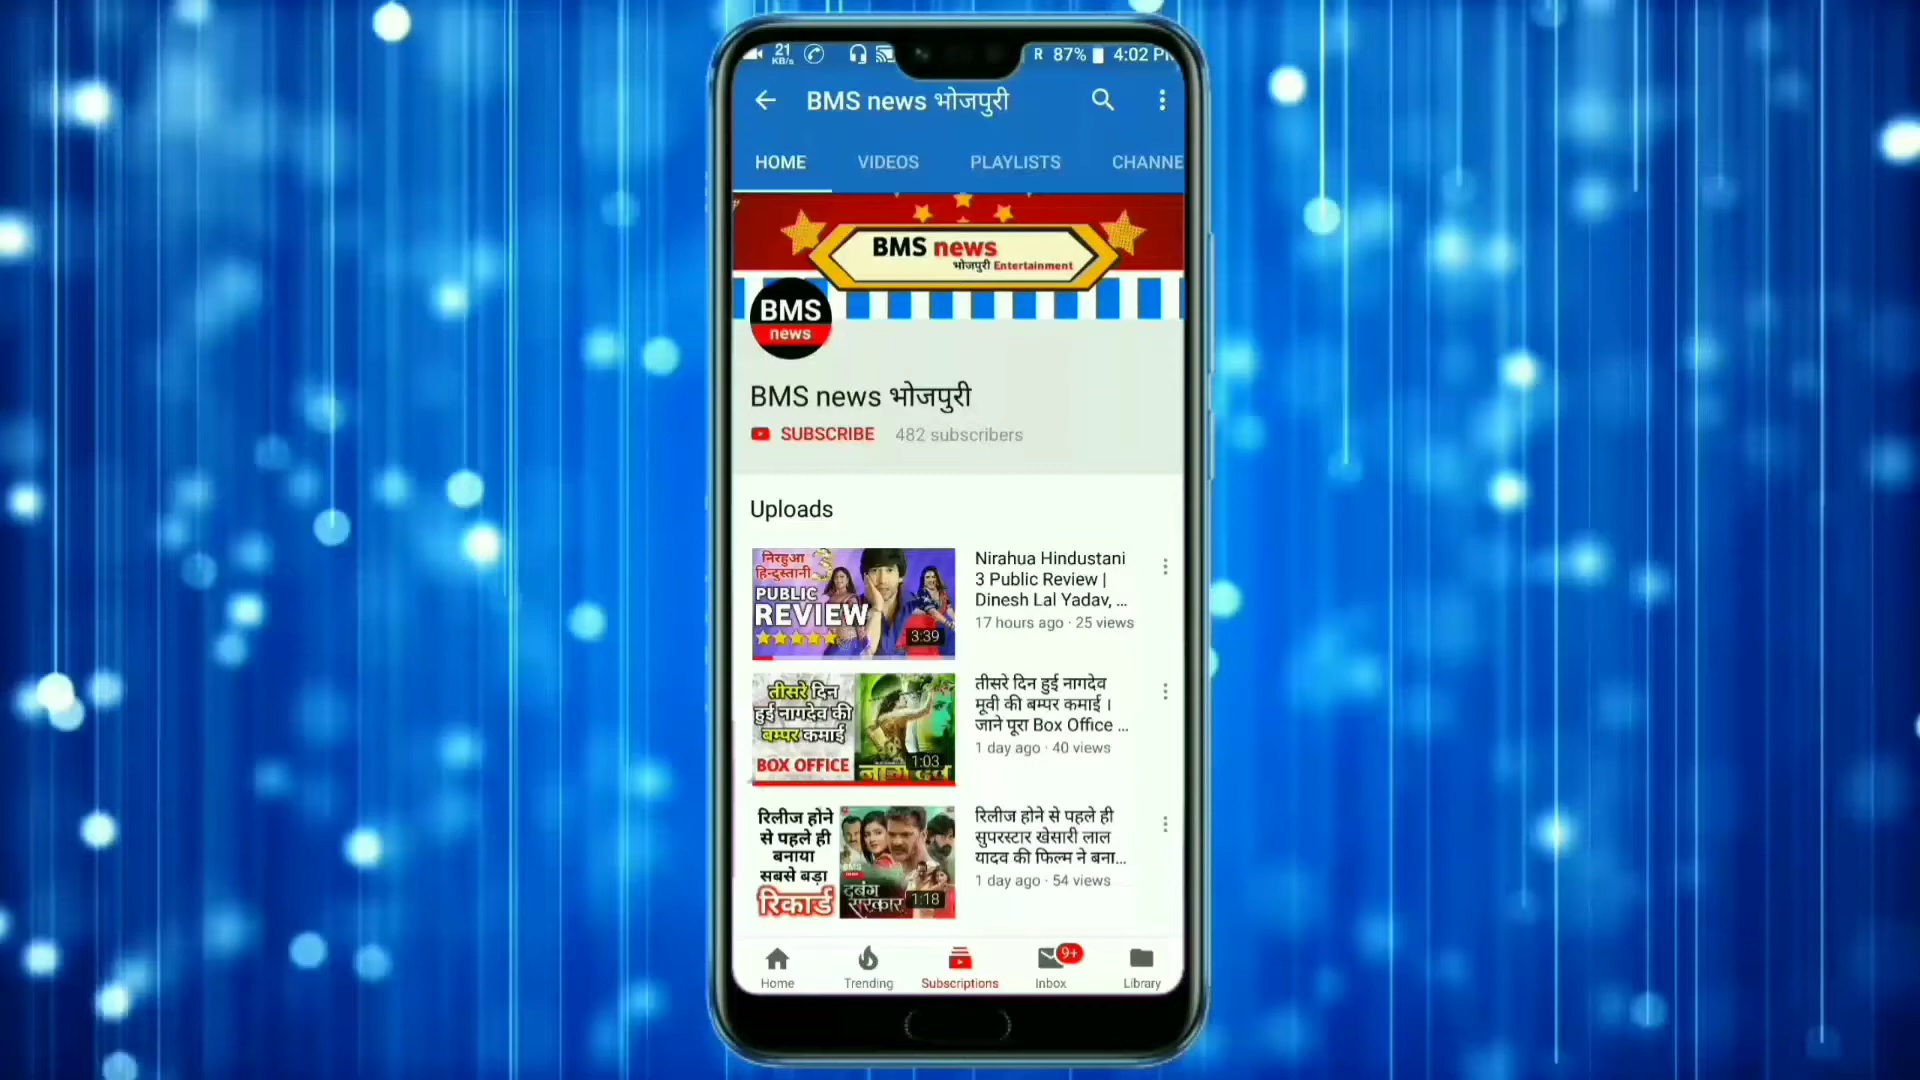 21
KB/s
R 87% 4:02 PM
BMS news भोजपुरी
HOME VIDEOS PLAYLISTS CHANNE
BMS news
भोजपुरी Entertainment
BMS
news
BMS news भोजपुरी
SUBSCRIBE 482 subscribers
Uploads
निरहुआ
हिन्दुस्तानी 3
PUBLIC
REVIEW
3:39
Nirahua Hindustani
3 Public Review |
Dinesh Lal Yadav, ...
17 hours ago · 25 views
तीसरे दिन
हुई नागदेव की
बम्पर कमाई
BOX OFFICE
1:03
तीसरे दिन हुई नागदेव
मूवी की बम्पर कमाई ।
जाने पूरा Box Office ...
1 day ago · 40 views
रिलीज होने
से पहले ही
बनाया
सबसे बड़ा
रिकार्ड
दबंग
सरकार
1:18
रिलीज होने से पहले ही
सुपरस्टार खेसारी लाल
यादव की फिल्म ने बना...
1 day ago · 54 views
9+
Home Trending Subscriptions Inbox Library